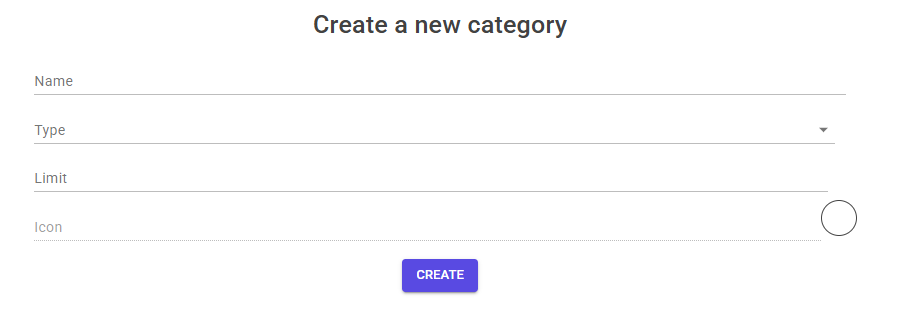 Create a new category
Name
Type
Limit
Icon
CREATE